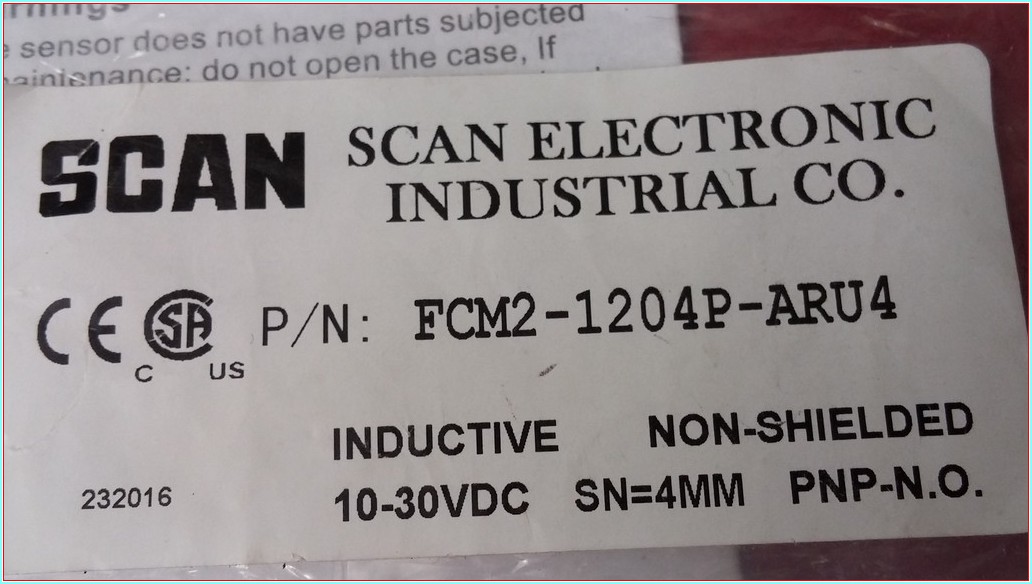 sensor does not have parts subjected
maintenance: do not open the case, If
SCAN
SCAN ELECTRONIC
INDUSTRIAL CO.
CE
SA
C US
P/N: FCM2-1204P-ARU4
INDUCTIVE NON-SHIELDED
232016
10-30VDC SN=4MM PNP-N.O.